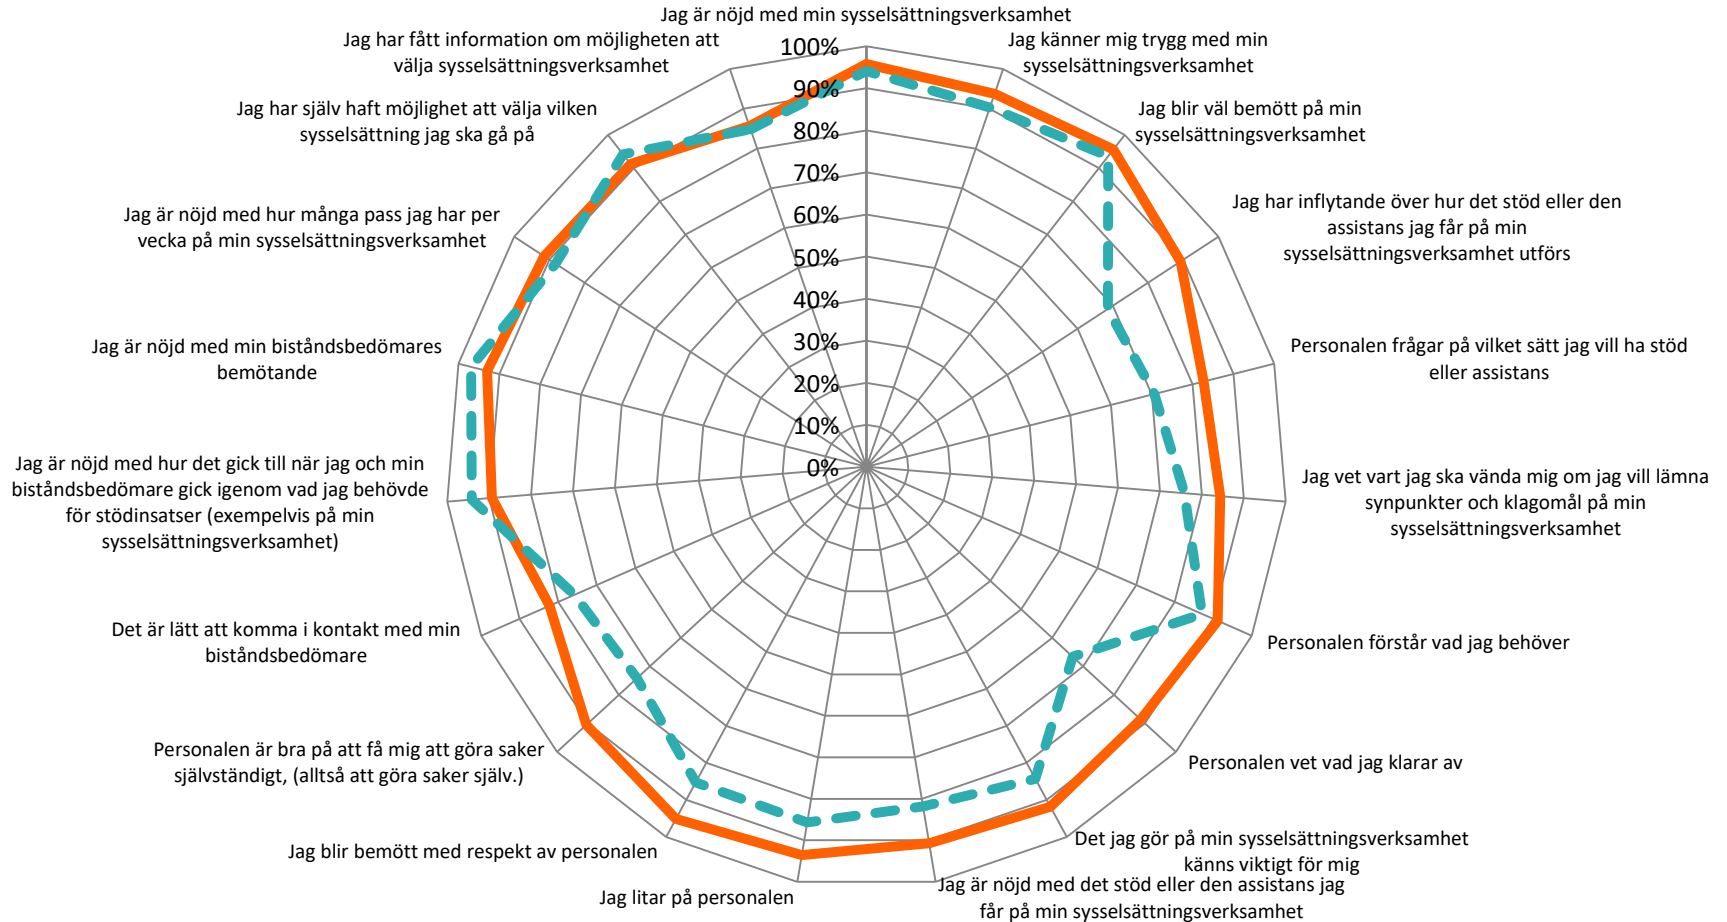 Jag är nöjd med min sysselsättningsverksamhet
Jag känner mig trygg med min
sysselsättningsverksamhet
Jag blir väl bemött på min
sysselsättningsverksamhet
Jag har inflytande över hur det stöd eller den
assistans jag får på min
sysselsättningsverksamhet utförs
Personalen frågar på vilket sätt jag vill ha stöd
eller assistans
Jag vet vart jag ska vända mig om jag vill lämna
synpunkter och klagomål på min
sysselsättningsverksamhet
Personalen förstår vad jag behöver
Personalen vet vad jag klarar av
Det jag gör på min sysselsättningsverksamhet
känns viktigt för mig
Jag är nöjd med det stöd eller den assistans jag
får på min sysselsättningsverksamhet
Jag litar på personalen
Jag blir bemött med respekt av personalen
Personalen är bra på att få mig att göra saker
självständigt, (alltså att göra saker själv.)
Det är lätt att komma i kontakt med min
biståndsbedömare
Jag är nöjd med hur det gick till när jag och min
biståndsbedömare gick igenom vad jag behövde
för stödinsatser (exempelvis på min
sysselsättningsverksamhet)
Jag är nöjd med min biståndsbedömares
bemötande
Jag är nöjd med hur många pass jag har per
vecka på min sysselsättningsverksamhet
Jag har själv haft möjlighet att välja vilken
sysselsättning jag ska gå på
Jag har fått information om möjligheten att
välja sysselsättningsverksamhet
100%
90%
80%
70%
60%
50%
40%
30%
20%
10%
0%